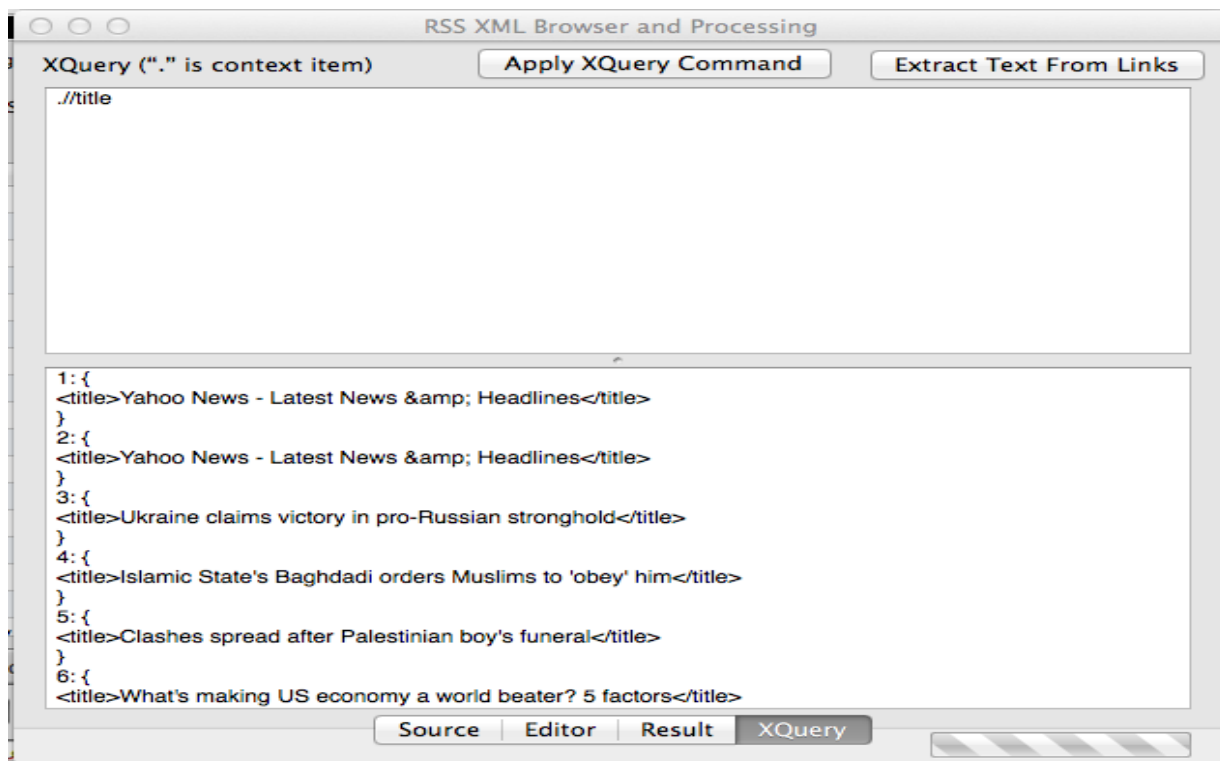 RSS XML Browser and Processing
XQuery ("." is context item) Apply XQuery Command Extract Text From Links
.//title
1: {
<title>Yahoo News - Latest News &amp; Headlines</title>
}
2: {
<title>Yahoo News - Latest News &amp; Headlines</title>
}
3: {
<title>Ukraine claims victory in pro-Russian stronghold</title>
}
4: {
<title>Islamic State's Baghdadi orders Muslims to 'obey' him</title>
}
5: {
<title>Clashes spread after Palestinian boy's funeral</title>
}
6: {
<title>What's making US economy a world beater? 5 factors</title>
Source Editor Result XQuery